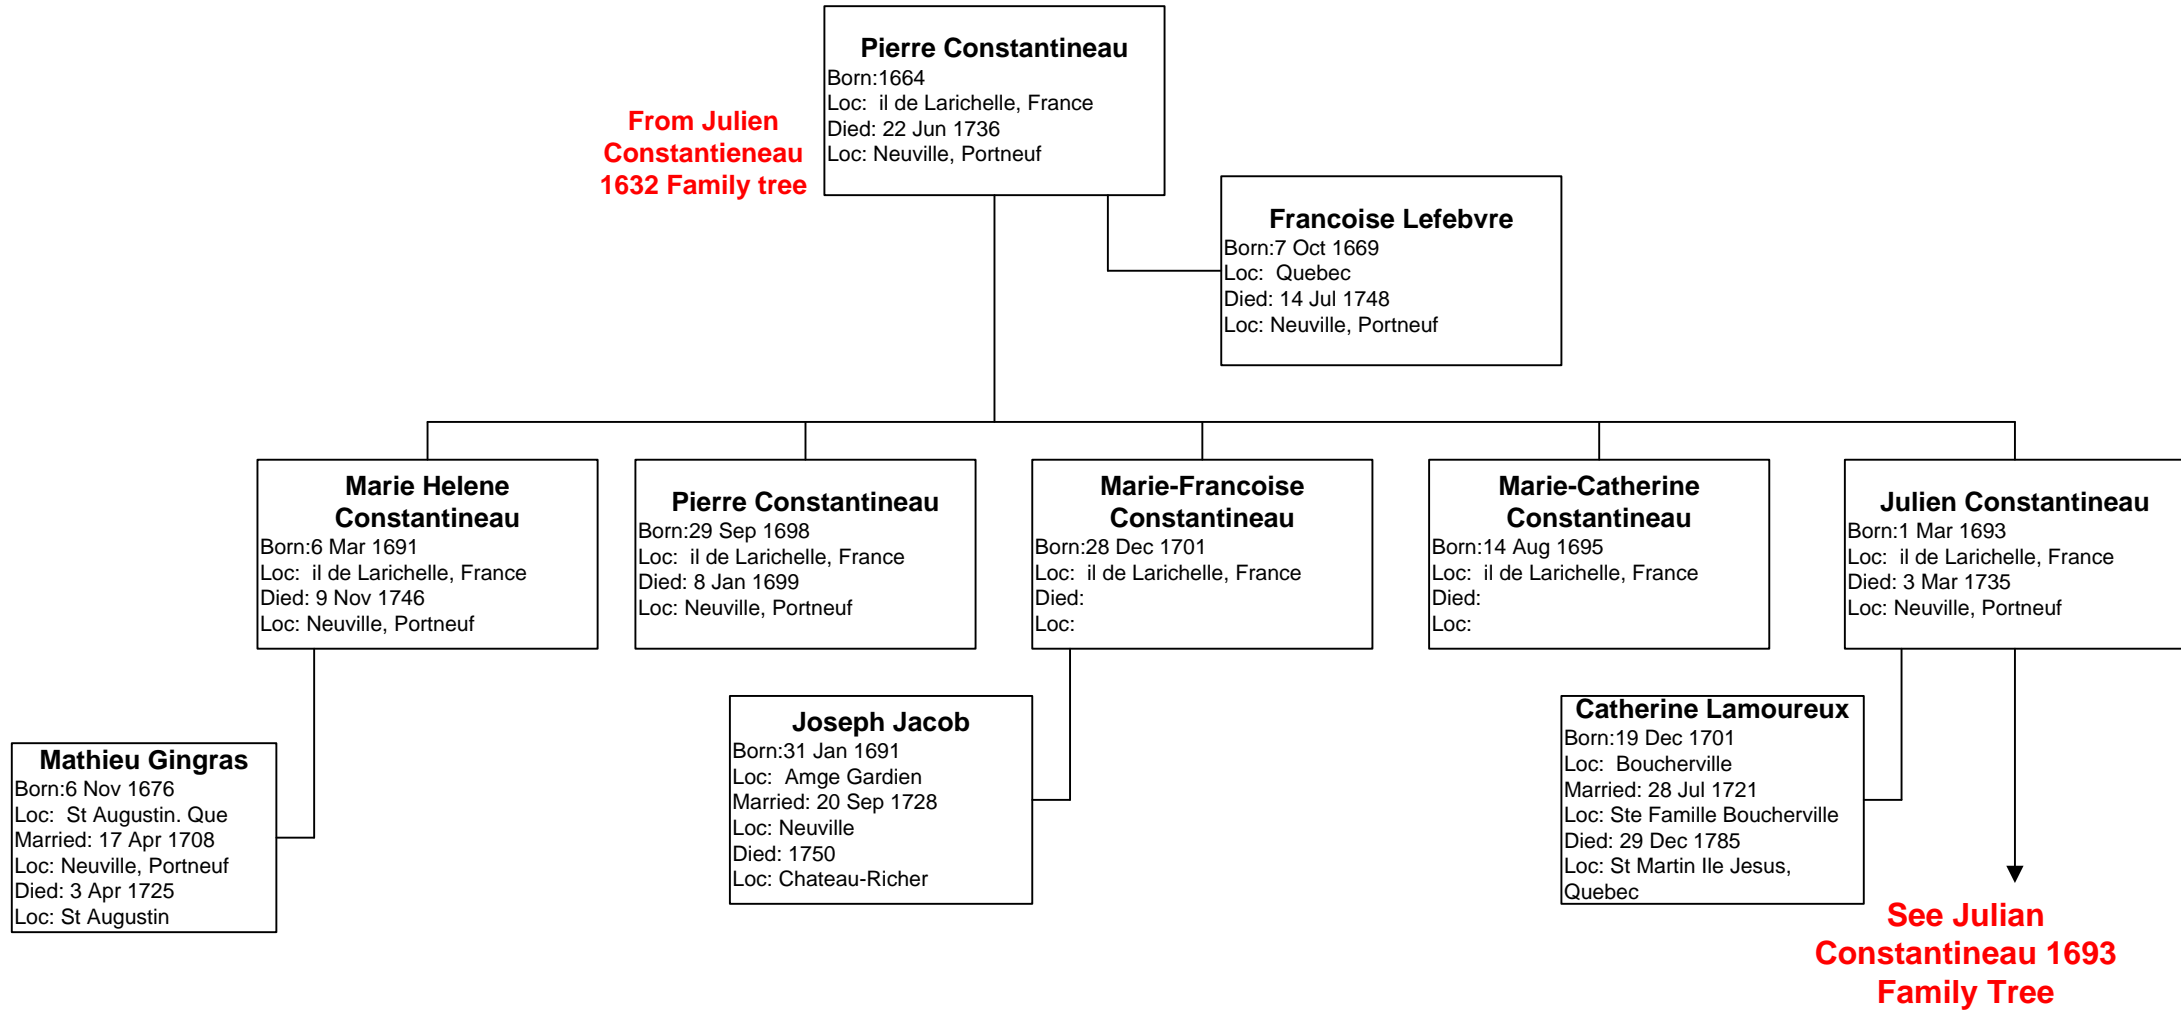 Pierre Constantineau
Born:1664
Loc:  il de Larichelle, France
Died: 22 Jun 1736
Loc: Neuville, Portneuf
From Julien
Constantieneau
1632 Family tree
Francoise Lefebvre
Born:7 Oct 1669
Loc:  Quebec
Died: 14 Jul 1748
Loc: Neuville, Portneuf
Marie Helene
Constantineau
Born:6 Mar 1691
Loc:  il de Larichelle, France
Died: 9 Nov 1746
Loc: Neuville, Portneuf
Pierre Constantineau
Born:29 Sep 1698
Loc:  il de Larichelle, France
Died: 8 Jan 1699
Loc: Neuville, Portneuf
Marie-Francoise
Constantineau
Born:28 Dec 1701
Loc:  il de Larichelle, France
Died:
Loc:
Marie-Catherine
Constantineau
Born:14 Aug 1695
Loc:  il de Larichelle, France
Died:
Loc:
Julien Constantineau
Born:1 Mar 1693
Loc:  il de Larichelle, France
Died: 3 Mar 1735
Loc: Neuville, Portneuf
Mathieu Gingras
Born:6 Nov 1676
Loc:  St Augustin. Que
Married: 17 Apr 1708
Loc: Neuville, Portneuf
Died: 3 Apr 1725
Loc: St Augustin
Joseph Jacob
Born:31 Jan 1691
Loc:  Amge Gardien
Married: 20 Sep 1728
Loc: Neuville
Died: 1750
Loc: Chateau-Richer
Catherine Lamoureux
Born:19 Dec 1701
Loc:  Boucherville
Married: 28 Jul 1721
Loc: Ste Famille Boucherville
Died: 29 Dec 1785
Loc: St Martin Ile Jesus,
Quebec
See Julian
Constantineau 1693
Family Tree